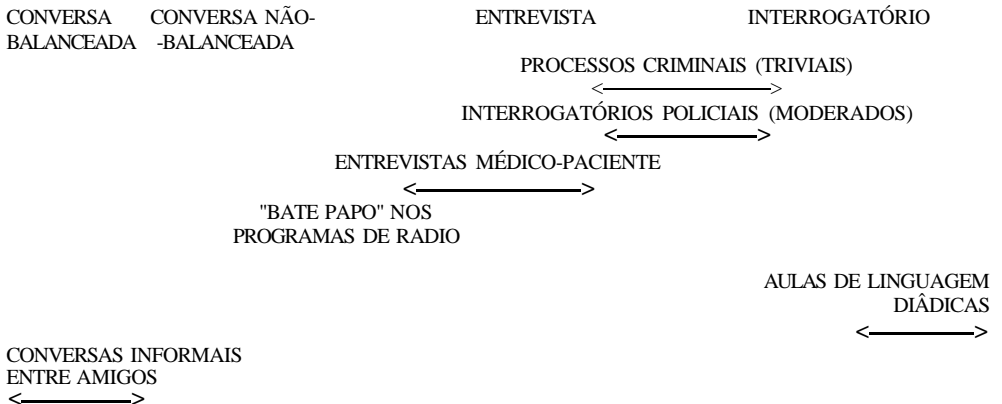 CONVERSA CONVERSA NÃO- ENTREVISTA INTERROGATÓRIO
BALANCEADA -BALANCEADA
PROCESSOS CRIMINAIS (TRIVIAIS)
INTERROGATÓRIOS POLICIAIS (MODERADOS)
ENTREVISTAS MÉDICO-PACIENTE
"BATE PAPO" NOS
PROGRAMAS DE RADIO
AULAS DE LINGUAGEM
DIÂDICAS
CONVERSAS INFORMAIS
ENTRE AMIGOS